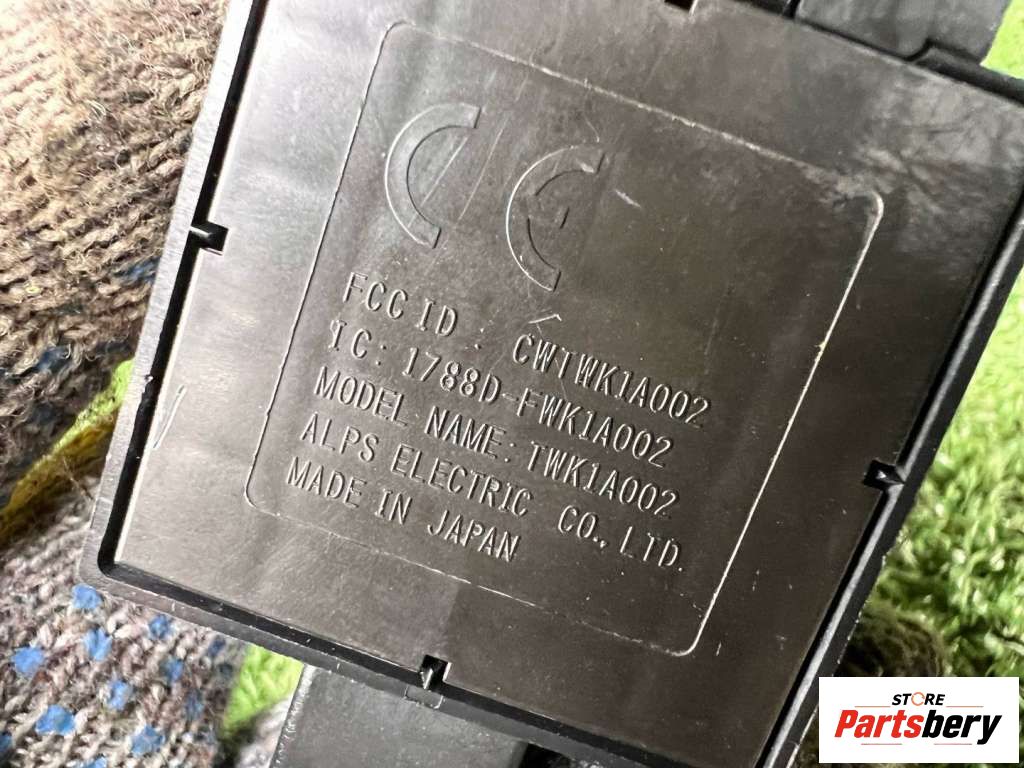 CE
FCC ID : CWTWK1A002
IC: 1788D-FWK1A002
MODEL NAME: TWK1A002
ALPS ELECTRIC CO., LTD.
MADE IN JAPAN
STORE
Partsbery